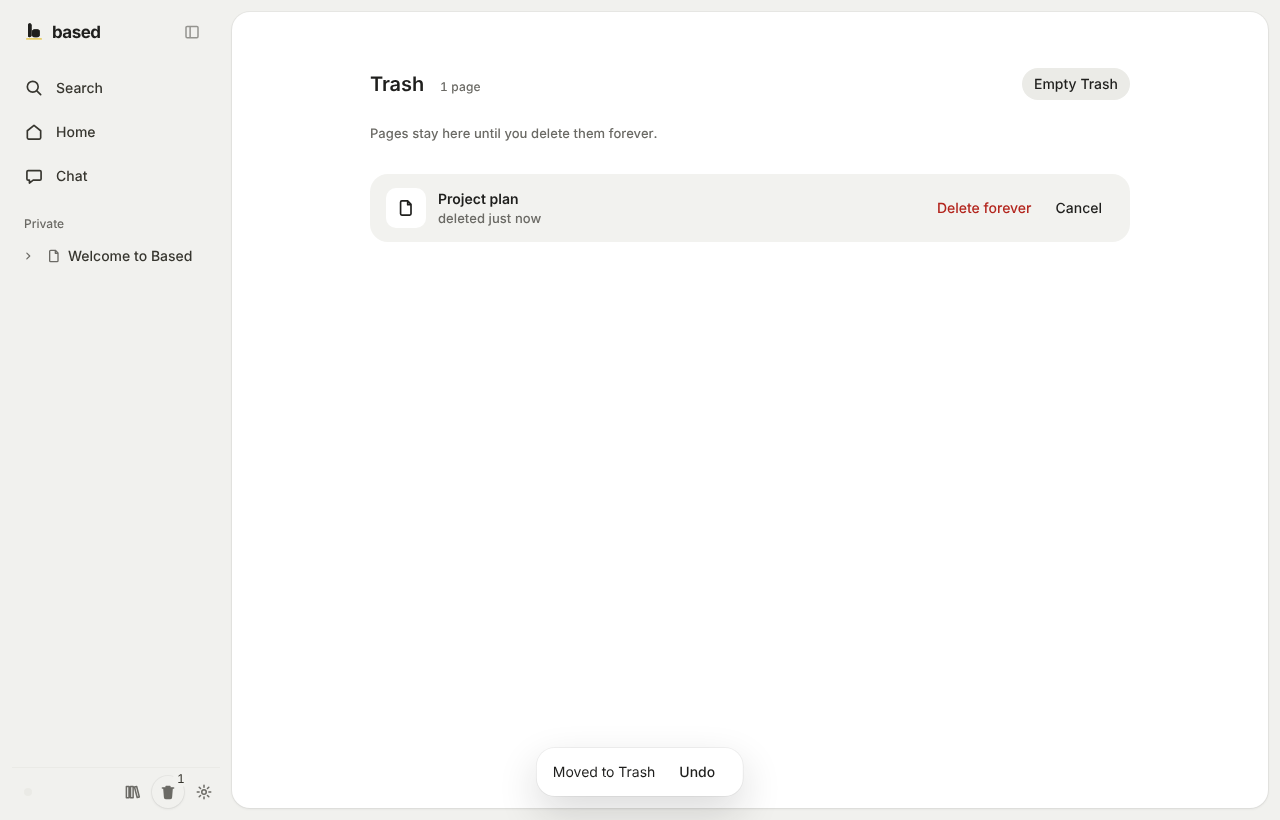 based
Search
Home
Chat
Private
Welcome to Based
1
Trash
1 page
Empty Trash
Pages stay here until you delete them forever.
Project plan
deleted just now
Delete forever
Cancel
Moved to Trash
Undo